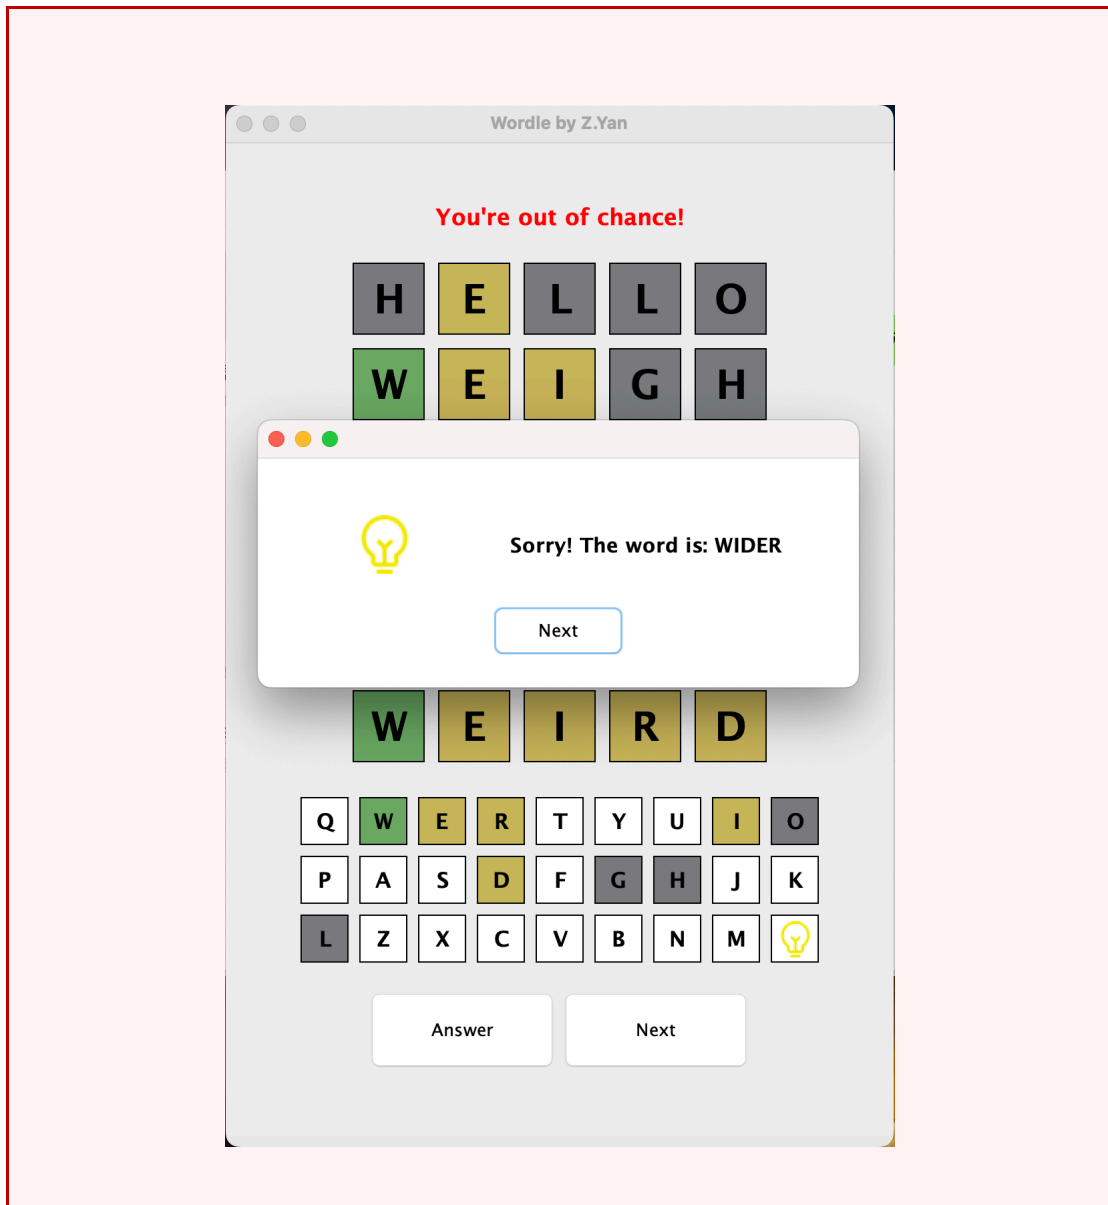 Wordle by Z.Yan
You're out of chance!
H E L L O
W E I G H
Sorry! The word is: WIDER
Next
W E I R D
Q W E R T Y U I O
P A S D F G H J K
L Z X C V B N M
Answer Next